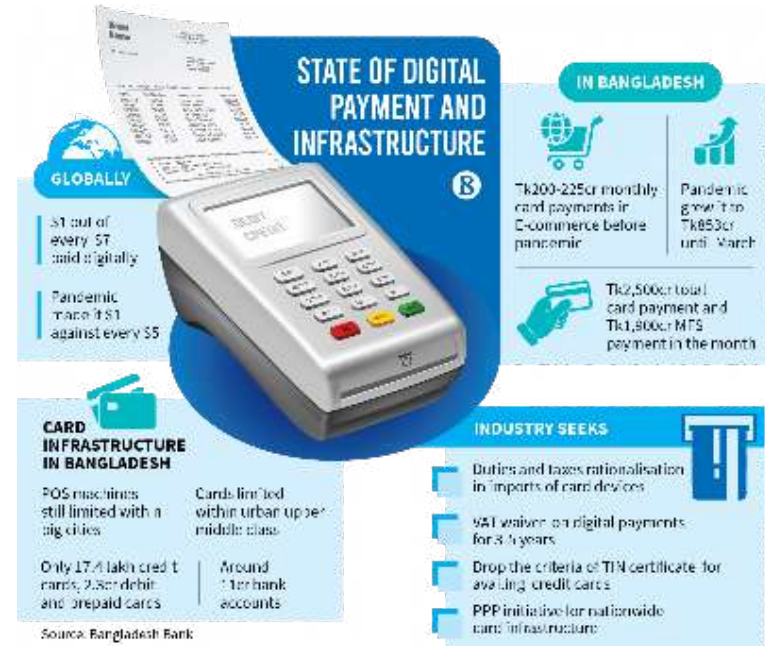 STATE OF DIGITAL
PAYMENT AND
INFRASTRUCTURE
B
GLOBALLY
$1 out of
every $7
paid digitally
Pandemic
made it $1
against every $5
IN BANGLADESH
Tk200-225cr monthly
card payments in
E-commerce before
pandemic
Pandemic
grew it to
Tk853cr
until March
Tk2,500cr total
card payment and
MFS
payment in the month
DEBIT
CREDIT
CARD
INFRASTRUCTURE
IN BANGLADESH
POS machines
still limited within
big cities
Cards limited
within urban upper
middle class
Only 17.4 lakh credit
cards, 2.3cr debit
and prepaid cards
Around
11cr bank
accounts
Source: Bangladesh Bank
INDUSTRY SEEKS
Duties and taxes rationalisation
in imports of card devices
VAT waiver on digital payments
for 3-5 years
Drop the criteria of TIN certificate for
availing credit cards
PPP initiative for nationwide
card infrastructure